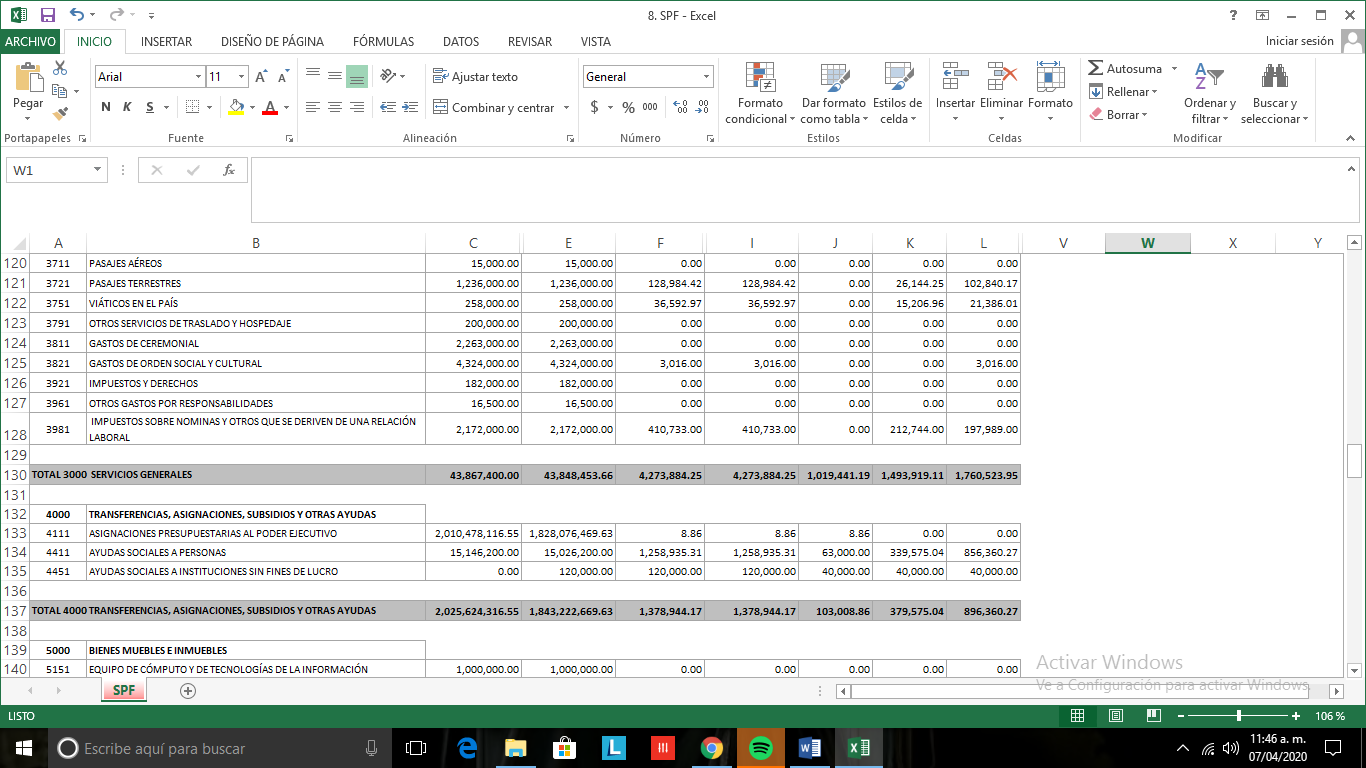 8. SPF - Excel
ARCHIVO INICIO INSERTAR DISEÑO DE PÁGINA FÓRMULAS DATOS REVISAR VISTA Iniciar sesión
Arial 11 Ajustar texto General Autosuma
Pegar Formato Dar formato Estilos de Insertar Eliminar Formato Rellenar Ordenar y Buscar y
N K S Combinar y centrar $ % 000 condicional como tabla celda Borrar filtrar seleccionar
Portapapeles Fuente Alineación Número Estilos Celdas Modificar
W1 fx
A B C E F I J K L V W X Y
120 3711 PASAJES AÉREOS 15,000.00 15,000.00 0.00 0.00 0.00 0.00 0.00
121 3721 PASAJES TERRESTRES 1,236,000.00 1,236,000.00 128,984.42 128,984.42 0.00 26,144.25 102,840.17
122 3751 VIÁTICOS EN EL PAÍS 258,000.00 258,000.00 36,592.97 36,592.97 0.00 15,206.96 21,386.01
123 3791 OTROS SERVICIOS DE TRASLADO Y HOSPEDAJE 200,000.00 200,000.00 0.00 0.00 0.00 0.00 0.00
124 3811 GASTOS DE CEREMONIAL 2,263,000.00 2,263,000.00 0.00 0.00 0.00 0.00 0.00
125 3821 GASTOS DE ORDEN SOCIAL Y CULTURAL 4,324,000.00 4,324,000.00 3,016.00 3,016.00 0.00 0.00 3,016.00
126 3921 IMPUESTOS Y DERECHOS 182,000.00 182,000.00 0.00 0.00 0.00 0.00 0.00
127 3961 OTROS GASTOS POR RESPONSABILIDADES 16,500.00 16,500.00 0.00 0.00 0.00 0.00 0.00
128 3981 IMPUESTOS SOBRE NOMINAS Y OTROS QUE SE DERIVEN DE UNA RELACIÓN
LABORAL 2,172,000.00 2,172,000.00 410,733.00 410,733.00 0.00 212,744.00 197,989.00
129
130 TOTAL 3000 SERVICIOS GENERALES 43,867,400.00 43,848,453.66 4,273,884.25 4,273,884.25 1,019,441.19 1,493,919.11 1,760,523.95
131
132 4000 TRANSFERENCIAS, ASIGNACIONES, SUBSIDIOS Y OTRAS AYUDAS
133 4111 ASIGNACIONES PRESUPUESTARIAS AL PODER EJECUTIVO 2,010,478,116.55 1,828,076,469.63 8.86 8.86 8.86 0.00 0.00
134 4411 AYUDAS SOCIALES A PERSONAS 15,146,200.00 15,026,200.00 1,258,935.31 1,258,935.31 63,000.00 339,575.04 856,360.27
135 4451 AYUDAS SOCIALES A INSTITUCIONES SIN FINES DE LUCRO 0.00 120,000.00 120,000.00 120,000.00 40,000.00 40,000.00 40,000.00
136
137 TOTAL 4000 TRANSFERENCIAS, ASIGNACIONES, SUBSIDIOS Y OTRAS AYUDAS 2,025,624,316.55 1,843,222,669.63 1,378,944.17 1,378,944.17 103,008.86 379,575.04 896,360.27
138
139 5000 BIENES MUEBLES E INMUEBLES
140 5151 EQUIPO DE CÓMPUTO Y DE TECNOLOGÍAS DE LA INFORMACIÓN 1,000,000.00 1,000,000.00 0.00 0.00 0.00 0.00 0.00
Activar Windows
Ve a Configuración para activar Windows.
SPF
LISTO 106 %
Escribe aquí para buscar
11:46 a. m.
07/04/2020